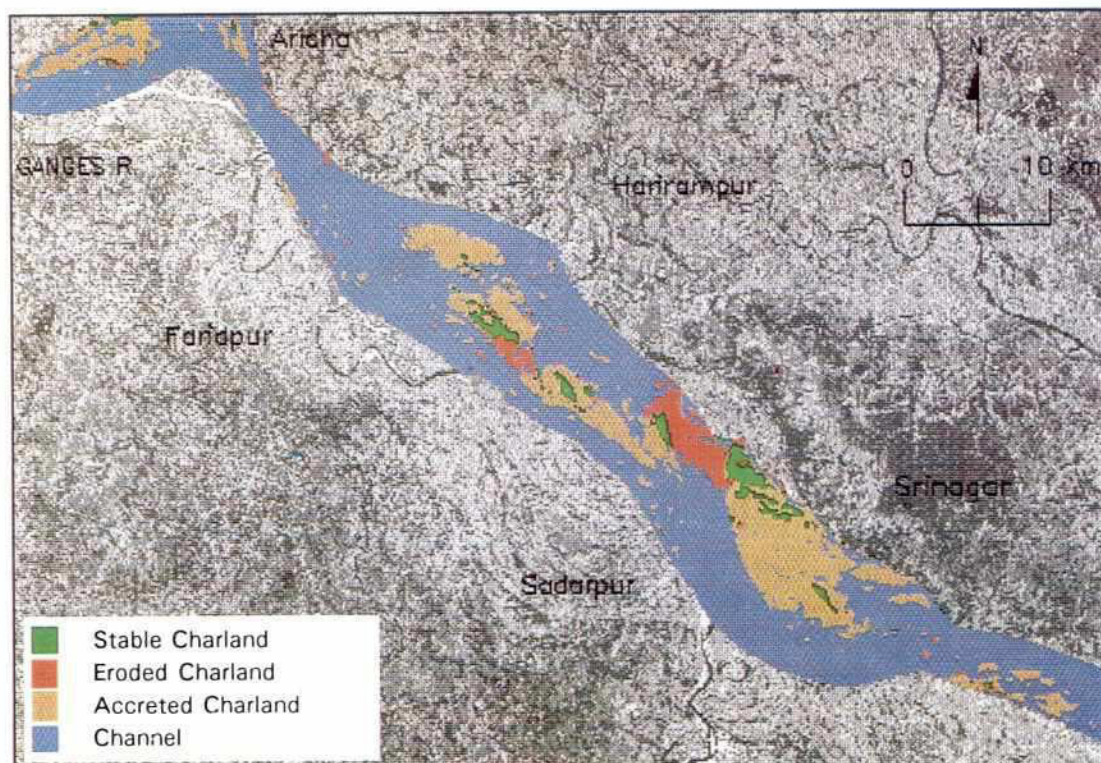 Aricha
N
GANGES R.
0 10 km
Harirampur
Faridpur
Srinagar
Sadarpur
Stable Charland
Eroded Charland
Accreted Charland
Channel